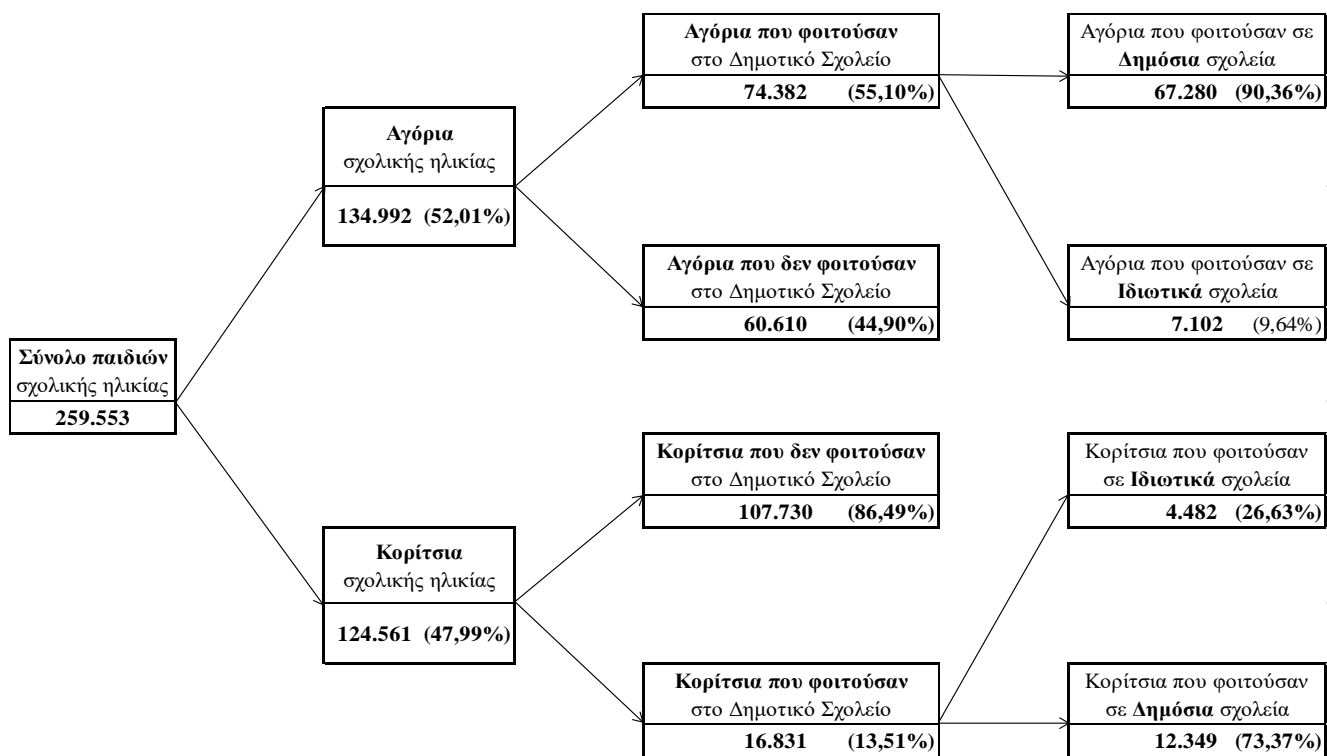 Σύνολο παιδιών
σχολικής ηλικίας
259.553
Αγόρια
σχολικής ηλικίας
134.992 (52,01%)
Κορίτσια
σχολικής ηλικίας
124.561 (47,99%)
Αγόρια που φοιτούσαν
στο Δημοτικό Σχολείο
74.382 (55,10%)
Αγόρια που δεν φοιτούσαν
στο Δημοτικό Σχολείο
60.610 (44,90%)
Κορίτσια που δεν φοιτούσαν
στο Δημοτικό Σχολείο
107.730 (86,49%)
Κορίτσια που φοιτούσαν
στο Δημοτικό Σχολείο
16.831 (13,51%)
Αγόρια που φοιτούσαν σε
Δημόσια σχολεία
67.280 (90,36%)
Αγόρια που φοιτούσαν σε
Ιδιωτικά σχολεία
7.102 (9,64%)
Κορίτσια που φοιτούσαν
σε Ιδιωτικά σχολεία
4.482 (26,63%)
Κορίτσια που φοιτούσαν
σε Δημόσια σχολεία
12.349 (73,37%)